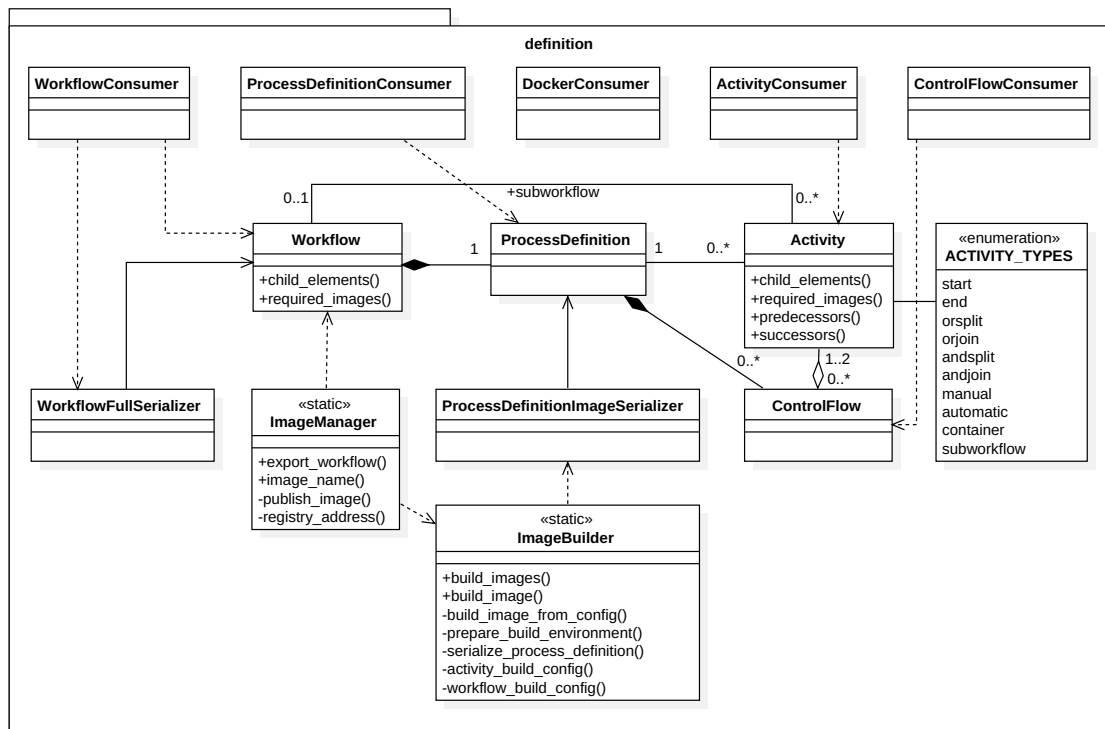 definition
WorkflowConsumer
ProcessDefinitionConsumer
DockerConsumer
ActivityConsumer
ControlFlowConsumer
0..1
+subworkflow
0..*
Workflow
+child_elements()
+required_images()
1
ProcessDefinition
1
0..*
Activity
+child_elements()
+required_images()
+predecessors()
+successors()
«enumeration»
ACTIVITY_TYPES
start
end
orsplit
orjoin
andsplit
andjoin
manual
automatic
container
subworkflow
0..*
1..2
0..*
WorkflowFullSerializer
«static»
ImageManager
+export_workflow()
+image_name()
-publish_image()
-registry_address()
ProcessDefinitionImageSerializer
ControlFlow
«static»
ImageBuilder
+build_images()
+build_image()
-build_image_from_config()
-prepare_build_environment()
-serialize_process_definition()
-activity_build_config()
-workflow_build_config()